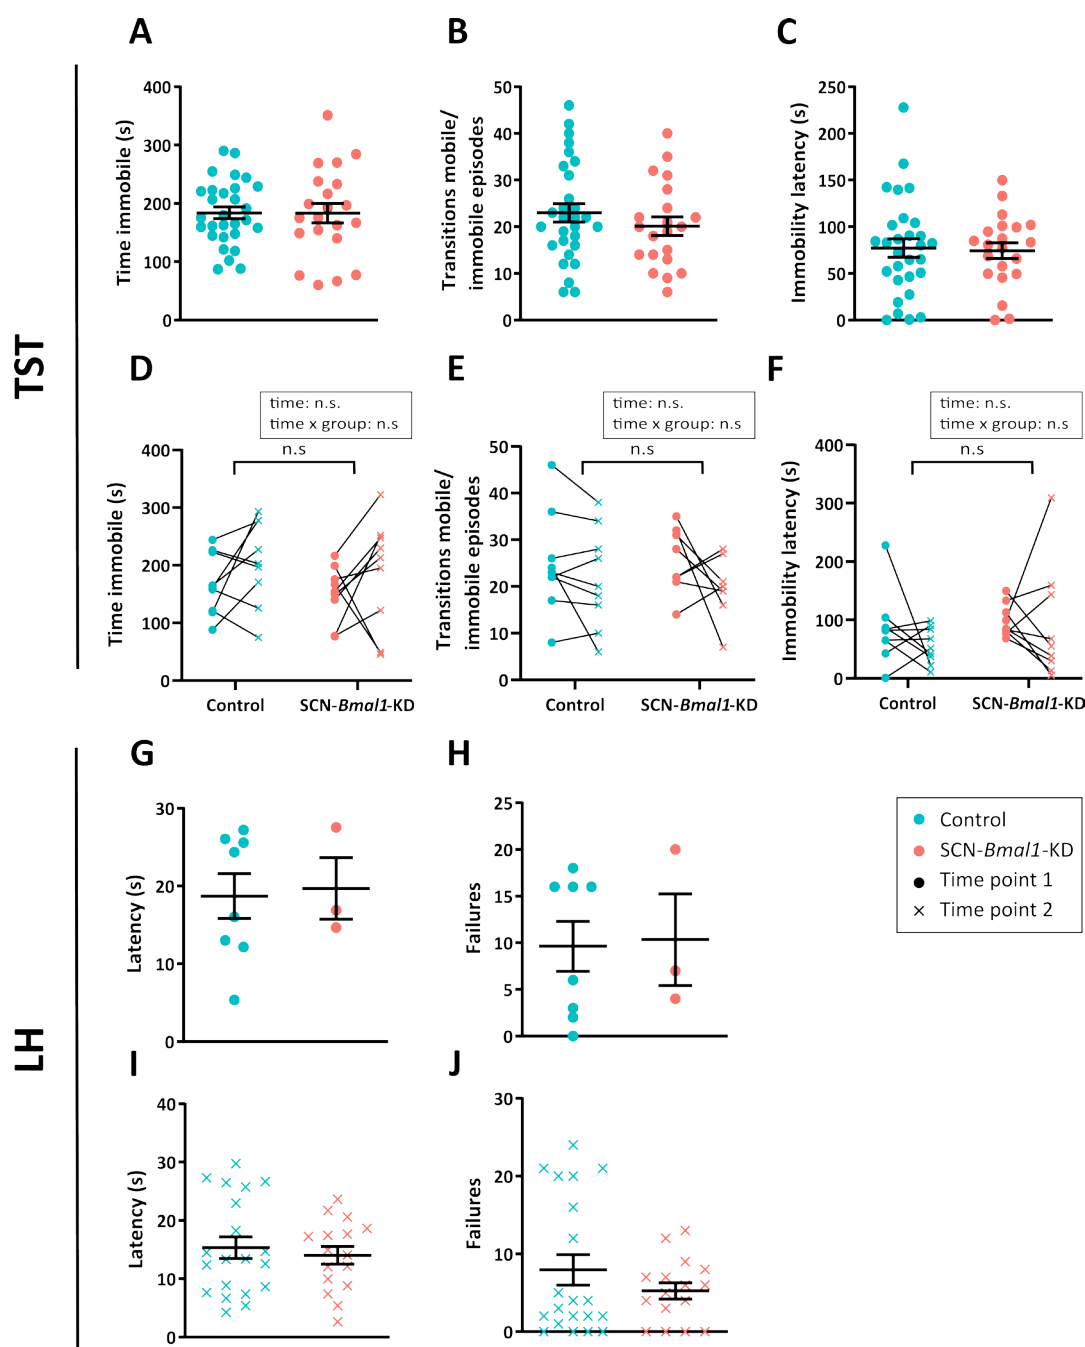 A
B
C
TST
Time immobile (s)
400
300
200
100
0
Transitions mobile/
immobile episodes
50
40
30
20
10
0
Immobility latency (s)
250
200
150
100
50
0
D
E
F
time: n.s.
time x group: n.s
n.s
time: n.s.
time x group: n.s
n.s
time: n.s.
time x group: n.s
n.s
Time immobile (s)
400
300
200
100
0
Control
SCN-Bmal1-KD
Transitions mobile/
immobile episodes
50
40
30
20
10
0
Control
SCN-Bmal1-KD
Immobility latency (s)
400
300
200
100
0
Control
SCN-Bmal1-KD
LH
G
H
Latency (s)
30
20
10
0
Failures
25
20
15
10
5
0
Control
SCN-Bmal1-KD
Time point 1
Time point 2
I
J
Latency (s)
40
30
20
10
0
Failures
30
20
10
0